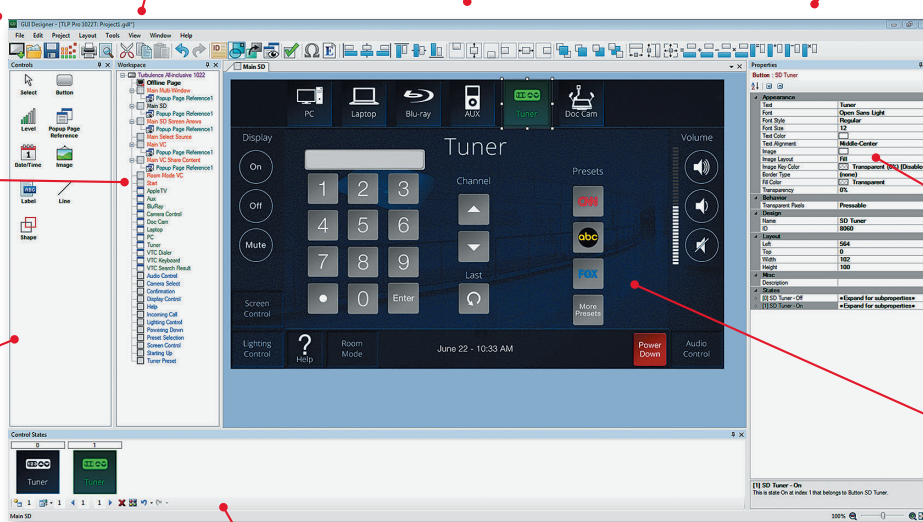 GUI Designer - [TLP Pro 1022T: Project1.gdl*]
File Edit Project Layout Tools View Window Help
Controls
Select Button
Level Popup Page Reference
Date/Time Image
Label Line
Shape
Workspace
Turbulence All-inclusive 1022
Offline Page
Main Multi-Window
Popup Page Reference1
Main SD
Popup Page Reference1
Main SD Screen Arrows
Popup Page Reference1
Main Select Source
Main VC
Popup Page Reference1
Main VC Share Content
Popup Page Reference1
Room Mode VC
Start
AppleTV
Aux
BluRay
Camera Control
Doc Cam
Laptop
PC
Tuner
VTC Dialer
VTC Keyboard
VTC Search Result
Audio Control
Camera Select
Confirmation
Display Control
Help
Incoming Call
Lighting Control
Powering Down
Preset Selection
Screen Control
Starting Up
Tuner Preset
Main SD
PC Laptop Blu-ray AUX Tuner Doc Cam
Display
On
Off
Mute
Screen Control
Tuner
1 2 3
4 5 6
7 8 9
• 0 Enter
Channel
Last
Presets
abc
FOX
More Presets
Volume
Lighting Control
? Help
Room Mode
June 22 - 10:33 AM
Power Down
Audio Control
Properties
Button : SD Tuner
Appearance
Text Tuner
Font Open Sans Light
Font Style Regular
Font Size 12
Text Color
Text Alignment Middle-Center
Image
Image Layout Fill
Image Key Color Transparent (0%) (Disable
Border Type (none)
Fill Color Transparent
Transparency 0%
Behavior
Transparent Pixels Pressable
Design
Name SD Tuner
ID 8060
Layout
Left 564
Top 0
Width 102
Height 100
Misc
Description
States
[0] SD Tuner - Off «Expand for subproperties»
[1] SD Tuner - On «Expand for subproperties»
Control States
0 1
Tuner Tuner
1 1 1 1
[1] SD Tuner - On
This is state On at index 1 that belongs to Button SD Tuner.
Main SD
100%